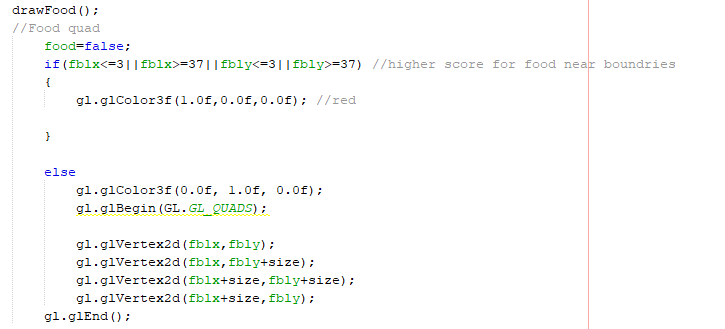 drawFood();
//Food quad
food=false;
if(fblx<=3||fblx>=37||fbly<=3||fbly>=37) //higher score for food near boundries
{
gl.glColor3f(1.0f,0.0f,0.0f); //red
}
else
gl.glColor3f(0.0f, 1.0f, 0.0f);
gl.glBegin(GL.GL_QUADS);
gl.glVertex2d(fblx,fbly);
gl.glVertex2d(fblx,fbly+size);
gl.glVertex2d(fblx+size,fbly+size);
gl.glVertex2d(fblx+size,fbly);
gl.glEnd();